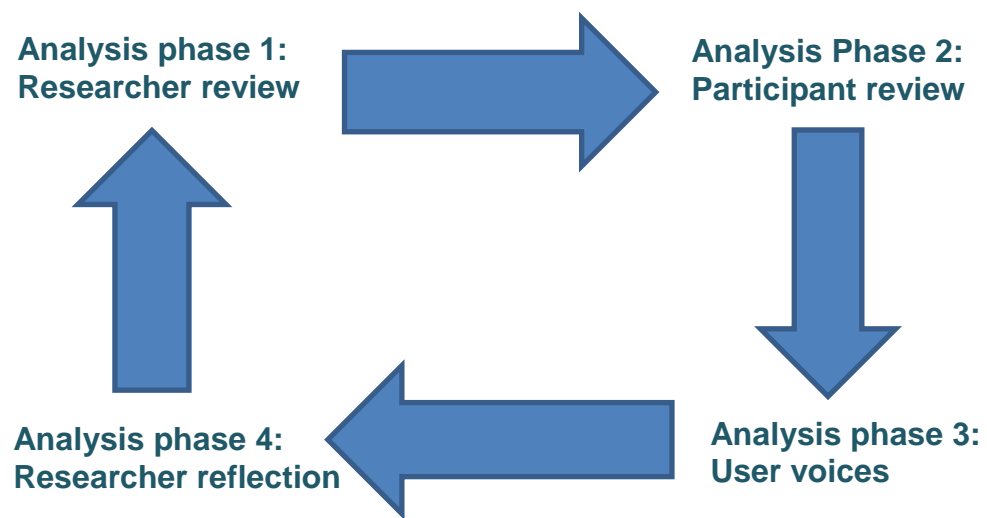 Analysis phase 1:
Researcher review
Analysis Phase 2:
Participant review
Analysis phase 3:
User voices
Analysis phase 4:
Researcher reflection